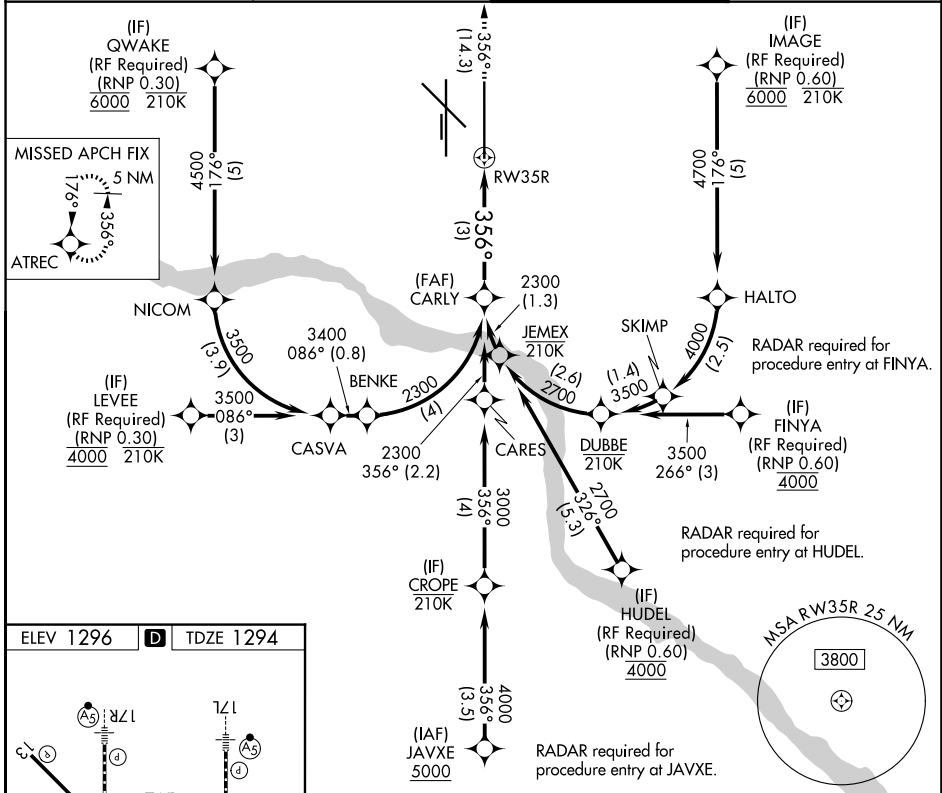 (IF)
QWAKE
(RF Required)
(RNP 0.30)
6000 210K
356°
(14.3)
(IF)
IMAGE
(RF Required)
(RNP 0.60)
6000 210K
MISSED APCH FIX
5 NM
176°
356°
ATREC
4500
176°
(5)
RW35R
356°
(3)
4700
176°
(5)
NICOM
(FAF)
CARLY
2300
(1.3)
HALTO
3500
(3.9)
3400
086° (0.8)
BENKE
JEMEX
210K
SKIMP
4000
(2.5)
RADAR required for
procedure entry at FINYA.
(IF)
LEVEE
(RF Required)
(RNP 0.30)
4000 210K
3500
086°
(3)
CASVA
2300
(4)
2300
356° (2.2)
CARES
(2.6)
2700
(1.4)
3500
DUBBE
210K
3500
266° (3)
(IF)
FINYA
(RF Required)
(RNP 0.60)
4000
3000
356°
(4)
2700
326°
(5.3)
RADAR required for
procedure entry at HUDEL.
(IF)
CROPE
210K
(IF)
HUDEL
(RF Required)
(RNP 0.60)
4000
4000
356°
(3.5)
(IAF)
JAVXE
5000
RADAR required for
procedure entry at JAVXE.
MSA RW35R 25 NM
3800
ELEV 1296 D TDZE 1294
A5
17R
17L
A5
13
P
P
P